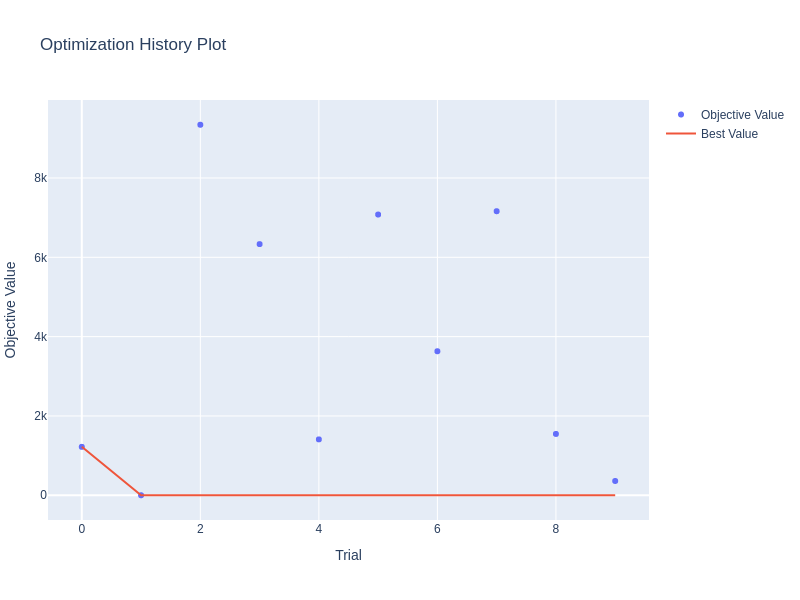 Optimization History Plot
Objective Value
Best Value
8k
6k
4k
2k
0
Objective Value
0
2
4
6
8
Trial